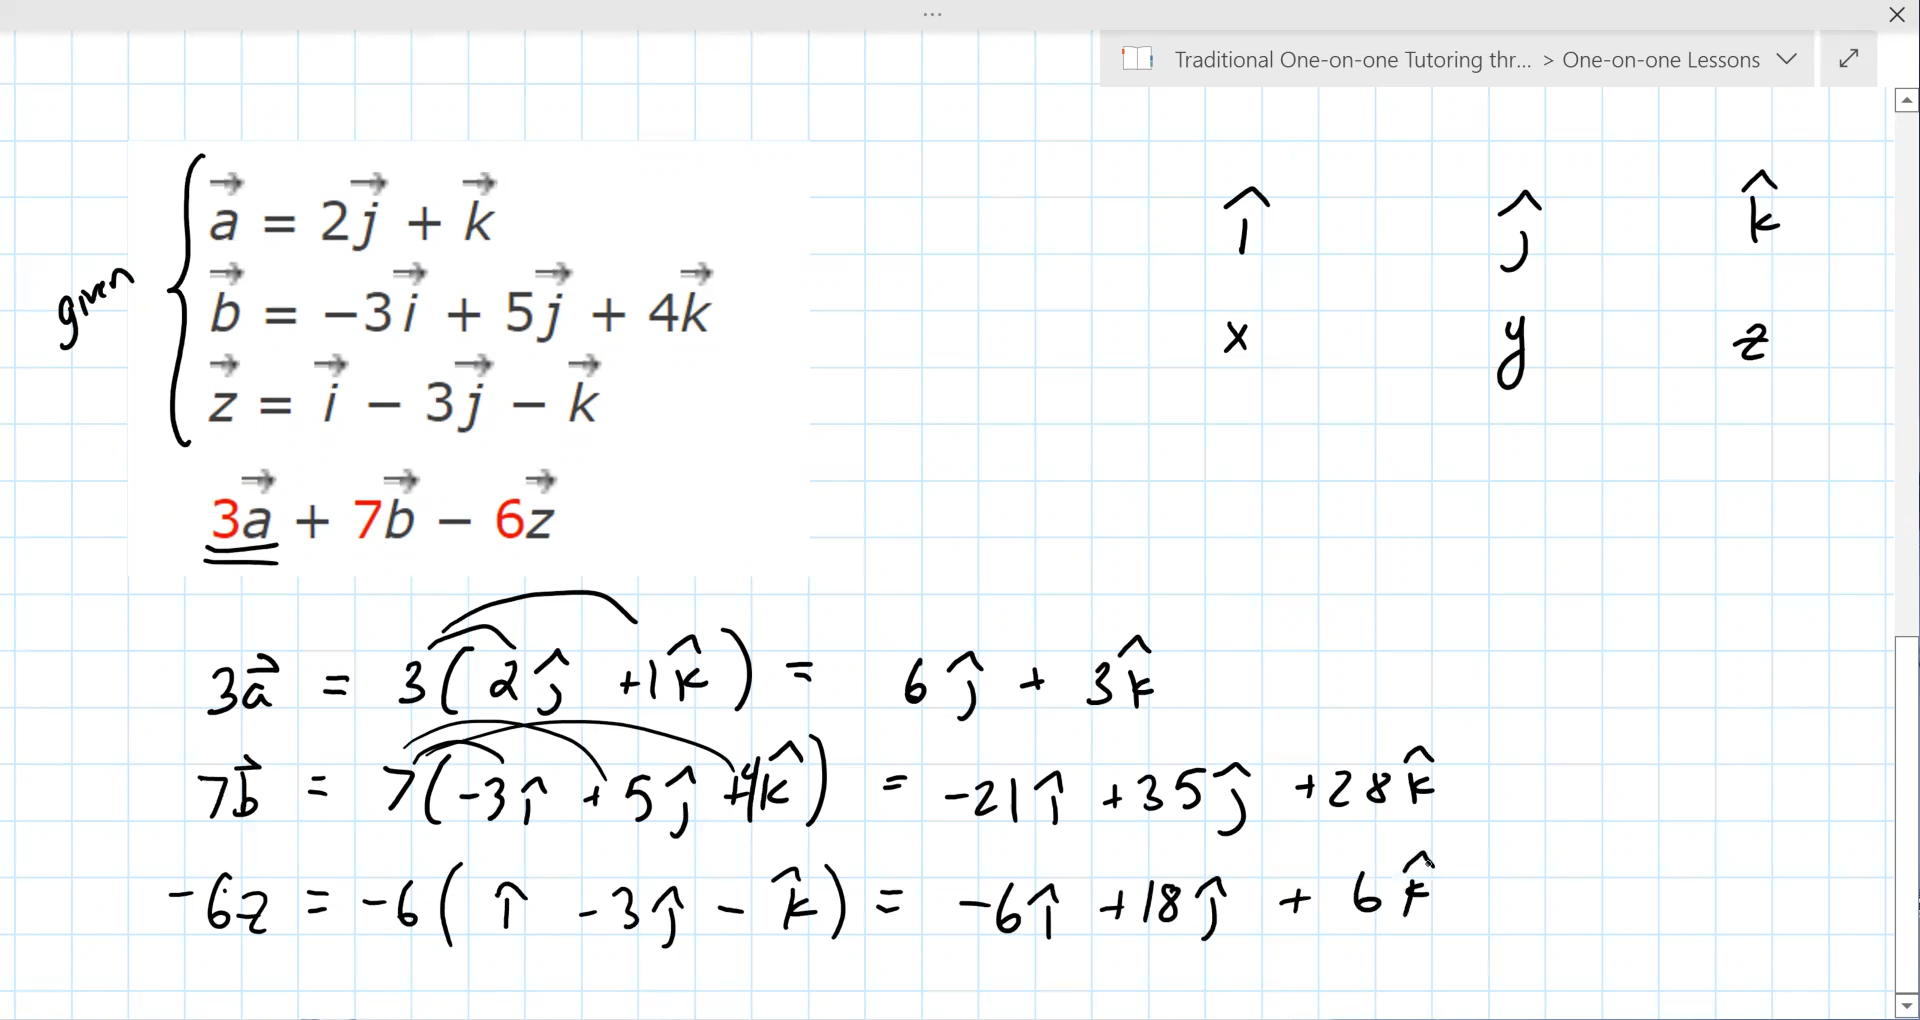 ...
Traditional One-on-one Tutoring thr... > One-on-one Lessons
given
a⃗ = 2j⃗ + k⃗
b⃗ = −3i⃗ + 5j⃗ + 4k⃗
z⃗ = i⃗ − 3j⃗ − k⃗
3a⃗ + 7b⃗ − 6z⃗
î ĵ k̂
x y z
3a⃗ = 3(2ĵ +1k̂) = 6ĵ + 3k̂
7b⃗ = 7(-3î + 5ĵ +4k̂) = -21î +35ĵ +28k̂
-6z = -6(î -3ĵ - k̂) = -6î +18ĵ + 6k̂